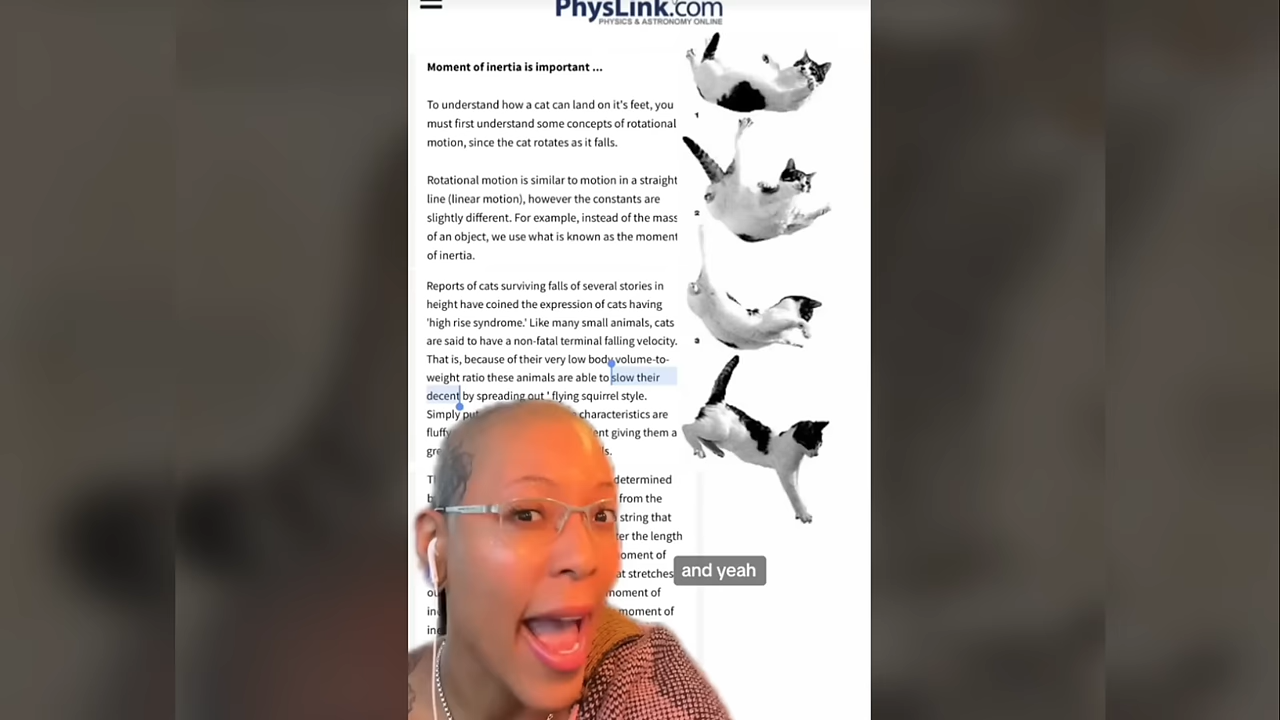 PhysLink.com
PHYSICS & ASTRONOMY ONLINE
Moment of inertia is important ...
To understand how a cat can land on it's feet, you
must first understand some concepts of rotational
motion, since the cat rotates as it falls.
Rotational motion is similar to motion in a straight
line (linear motion), however the constants are
slightly different. For example, instead of the mass
of an object, we use what is known as the moment
of inertia.
Reports of cats surviving falls of several stories in
height have coined the expression of cats having
'high rise syndrome.' Like many small animals, cats
are said to have a non-fatal terminal falling velocity.
That is, because of their very low body volume-to-
weight ratio these animals are able to slow their
decent by spreading out ' flying squirrel style.
Simply put characteristics are
giving them a
determined
from the
string that
the length
of
stretches
moment of
moment of
1
2
3
and yeah